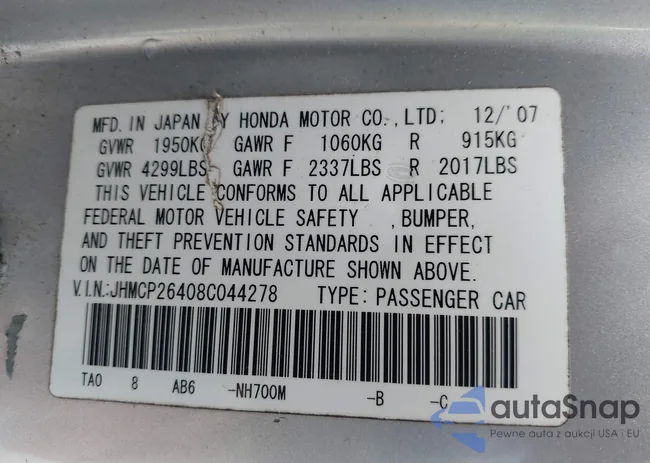 MFD. IN JAPAN BY HONDA MOTOR CO.,LTD; 12/'07
GVWR 1950KG GAWR F 1060KG R 915KG
GVWR 4299LBS GAWR F 2337LBS R 2017LBS
THIS VEHICLE CONFORMS TO ALL APPLICABLE
FEDERAL MOTOR VEHICLE SAFETY ,BUMPER,
AND THEFT PREVENTION STANDARDS IN EFFECT
ON THE DATE OF MANUFACTURE SHOWN ABOVE.
V.I.N.:JHMCP26408C044278 TYPE: PASSENGER CAR
TA0 8 AB6 -NH700M -B -C
autaSnap
Pewne auta z aukcji USA i EU